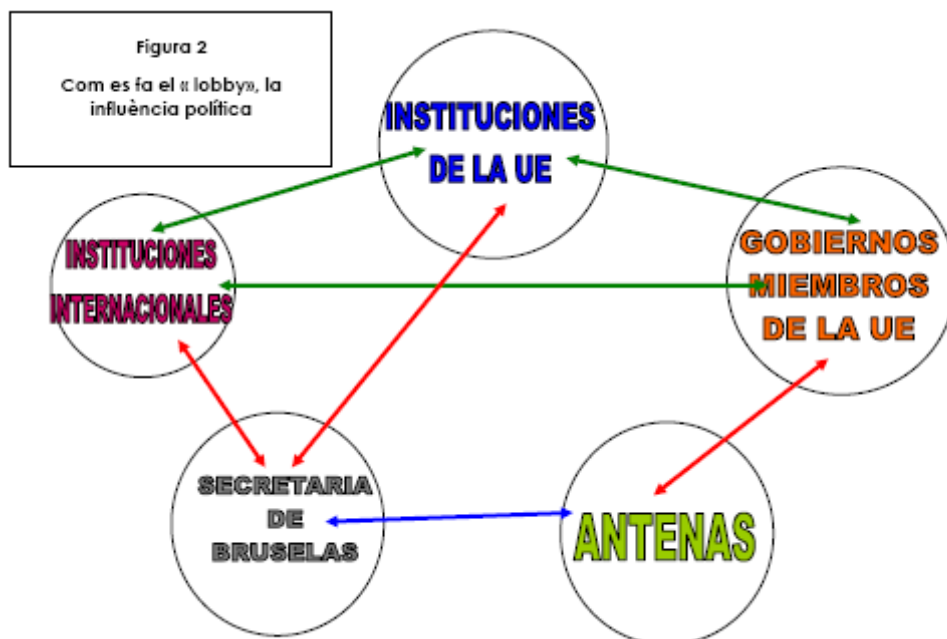 Figura 2
Com es fa el « lobby», la
influència política
INSTITUCIONES
DE LA UE
INSTITUCIONES
INTERNACIONALES
GOBIERNOS
MIEMBROS
DE LA UE
SECRETARIA
DE
BRUSELAS
ANTENAS